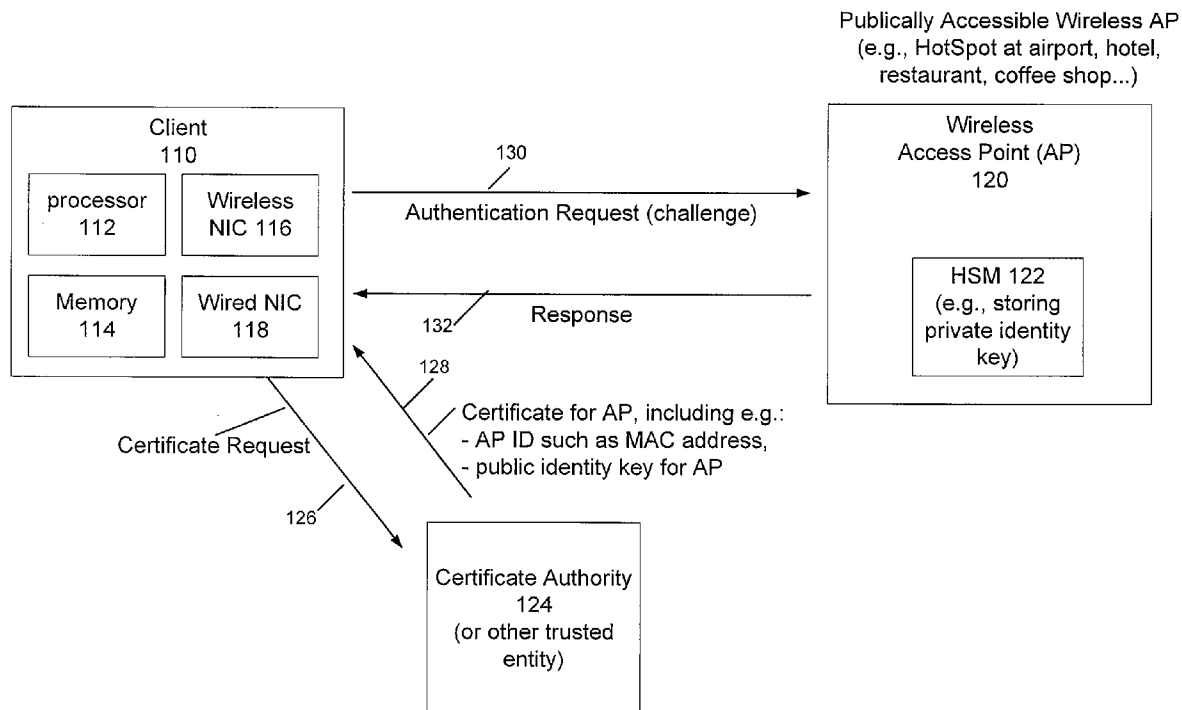 Publically Accessible Wireless AP
(e.g., HotSpot at airport, hotel,
restaurant, coffee shop...)
Client
110
processor
112
Wireless
NIC 116
Memory
114
Wired NIC
118
130
Authentication Request (challenge)
132
Response
Wireless
Access Point (AP)
120
HSM 122
(e.g., storing
private identity
key)
128
Certificate for AP, including e.g.:
- AP ID such as MAC address,
- public identity key for AP
Certificate Request
126
Certificate Authority
124
(or other trusted
entity)